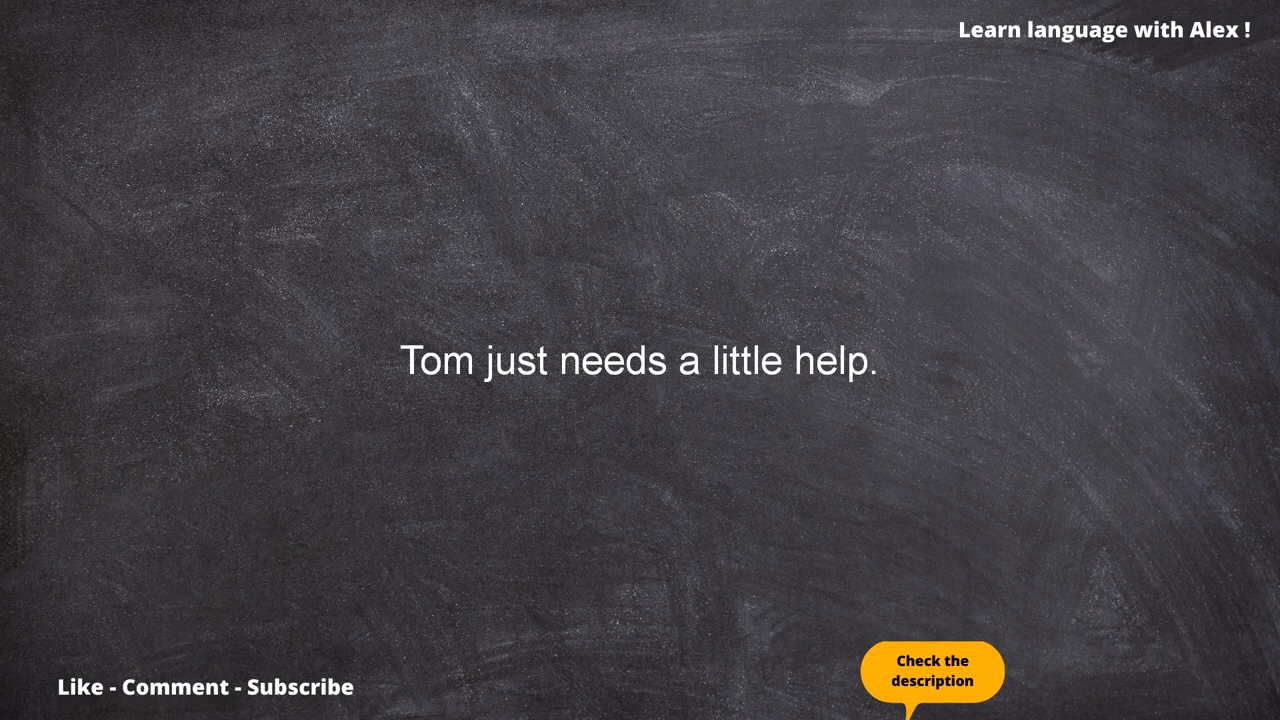 Learn language with Alex !
Tom just needs a little help.
Check the
description
Like - Comment - Subscribe